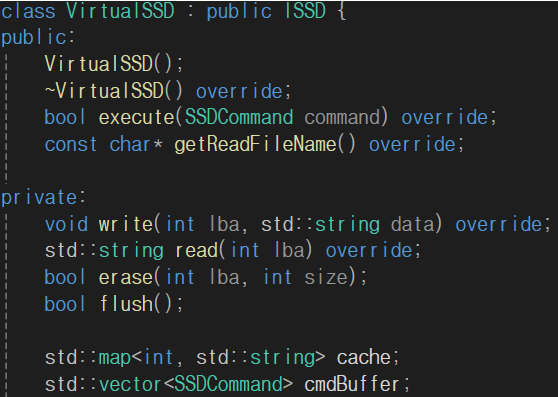 class VirtualSSD : public ISSD {
public:
    VirtualSSD();
    ~VirtualSSD() override;
    bool execute(SSDCommand command) override;
    const char* getReadFileName() override;

private:
    void write(int lba, std::string data) override;
    std::string read(int lba) override;
    bool erase(int lba, int size);
    bool flush();

    std::map<int, std::string> cache;
    std::vector<SSDCommand> cmdBuffer;